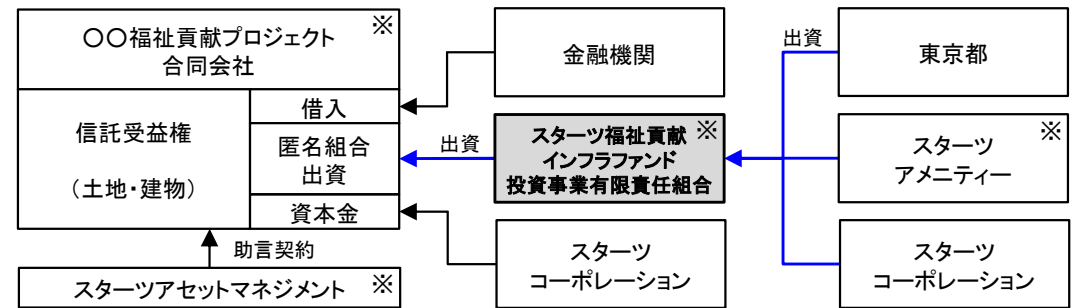 〇〇福祉貢献プロジェクト ※
合同会社
信託受益権
（土地・建物）
借入
匿名組合
出資
資本金
助言契約
スターツアセットマネジメント ※
金融機関
出資
スターツ福祉貢献 ※
インフラファンド
投資事業有限責任組合
スターツ
コーポレーション
出資
東京都
スターツ ※
アメニティー
スターツ
コーポレーション